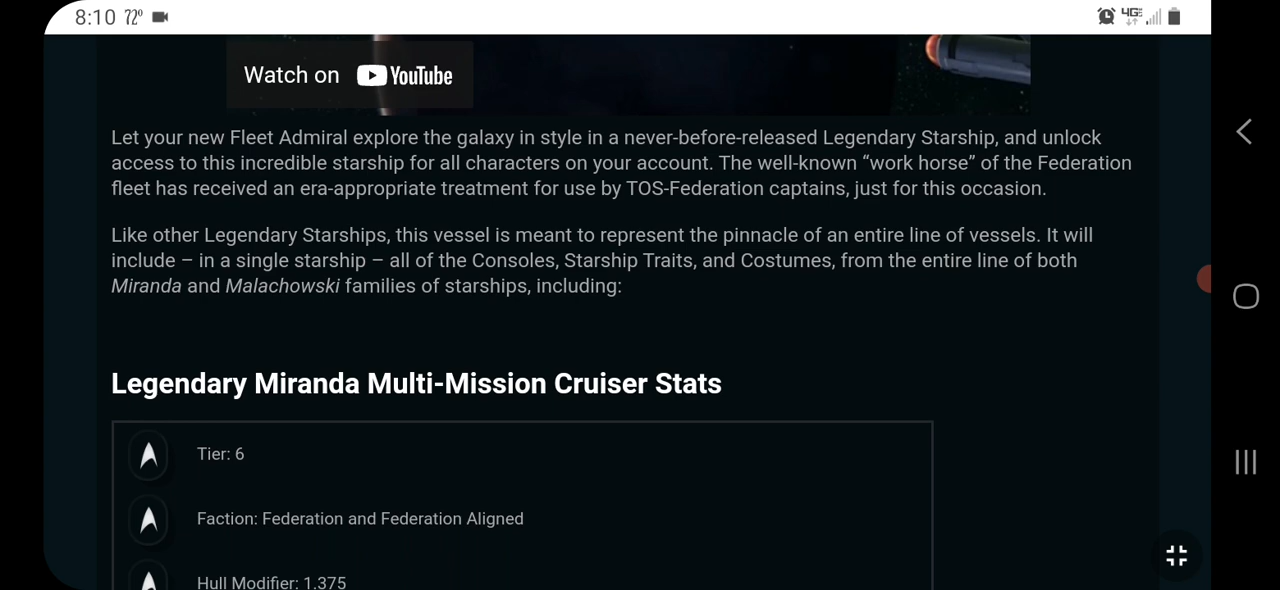 8:10 72°
4G
Watch on YouTube
Let your new Fleet Admiral explore the galaxy in style in a never-before-released Legendary Starship, and unlock
access to this incredible starship for all characters on your account. The well-known “work horse” of the Federation
fleet has received an era-appropriate treatment for use by TOS-Federation captains, just for this occasion.
Like other Legendary Starships, this vessel is meant to represent the pinnacle of an entire line of vessels. It will
include – in a single starship – all of the Consoles, Starship Traits, and Costumes, from the entire line of both
Miranda and Malachowski families of starships, including:
Legendary Miranda Multi-Mission Cruiser Stats
Tier: 6
Faction: Federation and Federation Aligned
Hull Modifier: 1.375